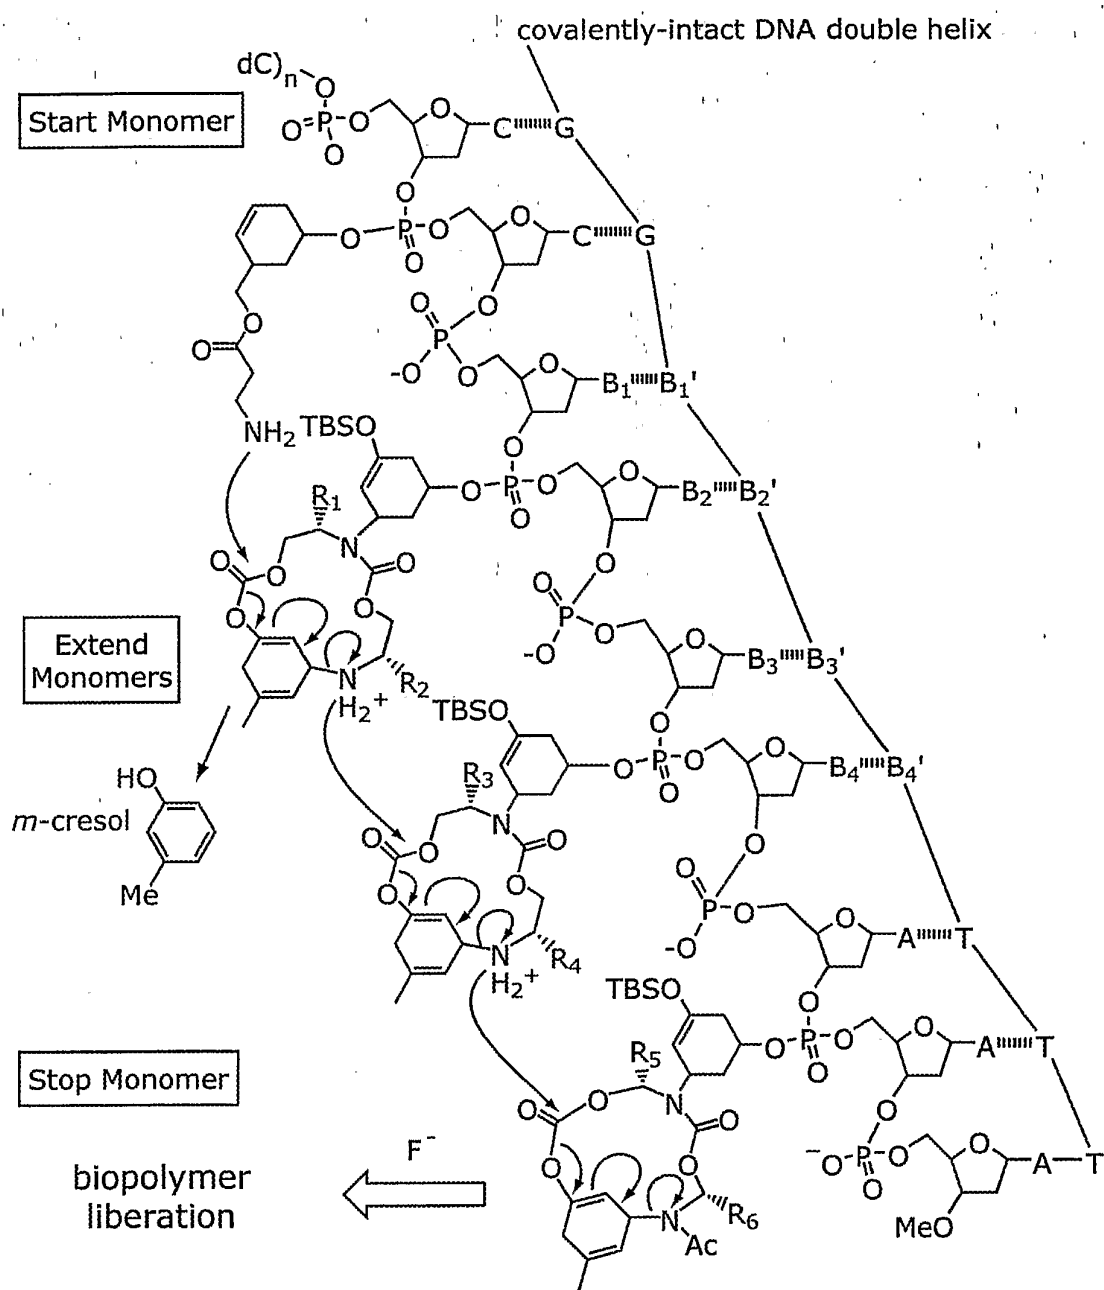 covalently-intact DNA double helix
dC)n
Start Monomer
O
O=P-O
O
O
C G
O
O P-O
O
O
C G
O
O
O
P
-O
O
O
O
O
B1 B1'
NH2
TBSO
O
O P-O
O
O
B2 B2'
R1
N
O
O
O
O
O
O
O
P
-O
O
O
B3 B3'
Extend
Monomers
N
H2+
R2
TBSO
O
O P-O
O
O
B4 B4'
HO
m-cresol
Me
R3
N
O
O
O
O
O
O
O
P-O
-O
O
A T
N
H2+
R4
TBSO
O
O P-O
O
O
A T
Stop Monomer
R5
N
O
O
O
O
O
O
-O P-O
O
O
A T
MeO
F-
biopolymer
liberation
N
Ac
R6